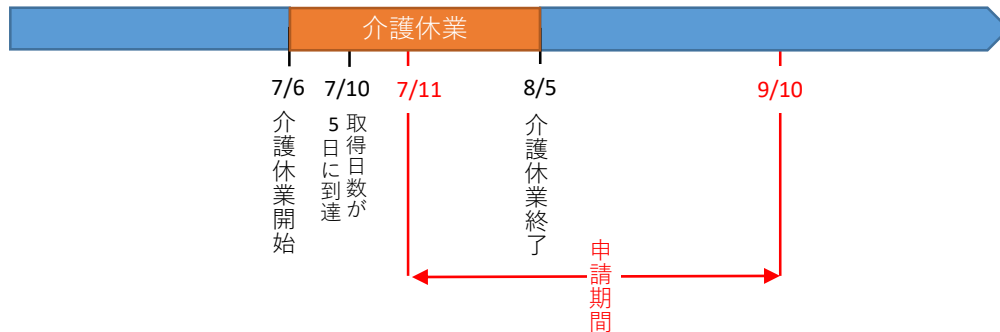 介護休業
7/6
7/10
7/11
8/5
9/10
介護休業開始
取得日数が
5日に到達
介護休業終了
申請期間